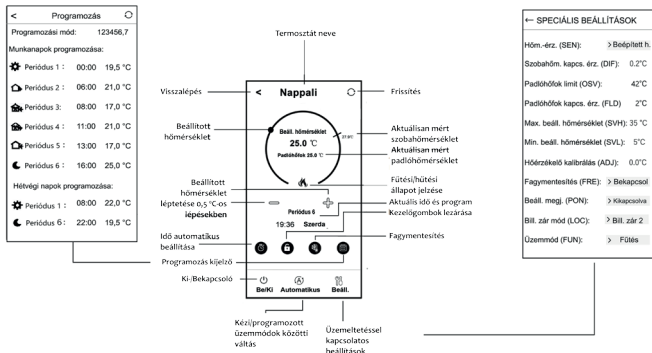 < Programozás
Programozási mód: 123456,7
Munkanapok programozása:
Periódus 1 : 00:00 19,5 °C
Periódus 2 : 06:00 21,0 °C
Periódus 3: 08:00 17,0 °C
Periódus 4 : 11:00 21,0 °C
Periódus 5 : 13:00 17,0 °C
Periódus 6 : 16:00 25,0 °C
Hétvégi napok programozása:
Periódus 1 : 08:00 22,0 °C
Periódus 6 : 22:00 19,5 °C
Termosztát neve
Visszalépés
< Nappali
Frissítés
Beállított
hőmérséklet
Beáll. hőmérséklet
25.0 °C
Padlóhőfok 25.0 °C
27.0°C
Aktuálisan mért
szobahőmérséklet
Aktuálisan mért
padlóhőmérséklet
Fűtési/hűtési
állapot jelzése
Beállított
hőmérséklet
léptetése 0,5 °C-os
lépésekben
Periódus 6
19:36 Szerda
Aktuális idő és program
Kezelőgombok lezárása
Fagymentesítés
Idő automatikus
beállítása
Programozás kijelző
Ki-/Bekapcsoló
Be/Ki Automatikus Beáll.
Kézi/programozott
üzemmódok közötti
váltás
Üzemeltetéssel
kapcsolatos
beállítások
← SPECIÁLIS BEÁLLÍTÁSOK
Hőm.-érz. (SEN): > Beépített h.
Szobahőm. kapcs. érz. (DIF): 0.2°C
Padlóhőfok limit (OSV): 42°C
Padlóhőfok kapcs. érz. (FLD) 2°C
Max. beáll. hőmérséklet (SVH): 35 °C
Min. beáll. hőmérséklet (SVL): 5°C
Hőérzékelő kalibrálás (ADJ): 0.0°C
Fagymentesítés (FRE): > Bekapcsol
Beáll. megj. (PON): > Kikapcsolva
Bill. zár mód (LOC): > Bill. zár 2
Üzemmód (FUN): > Fűtés